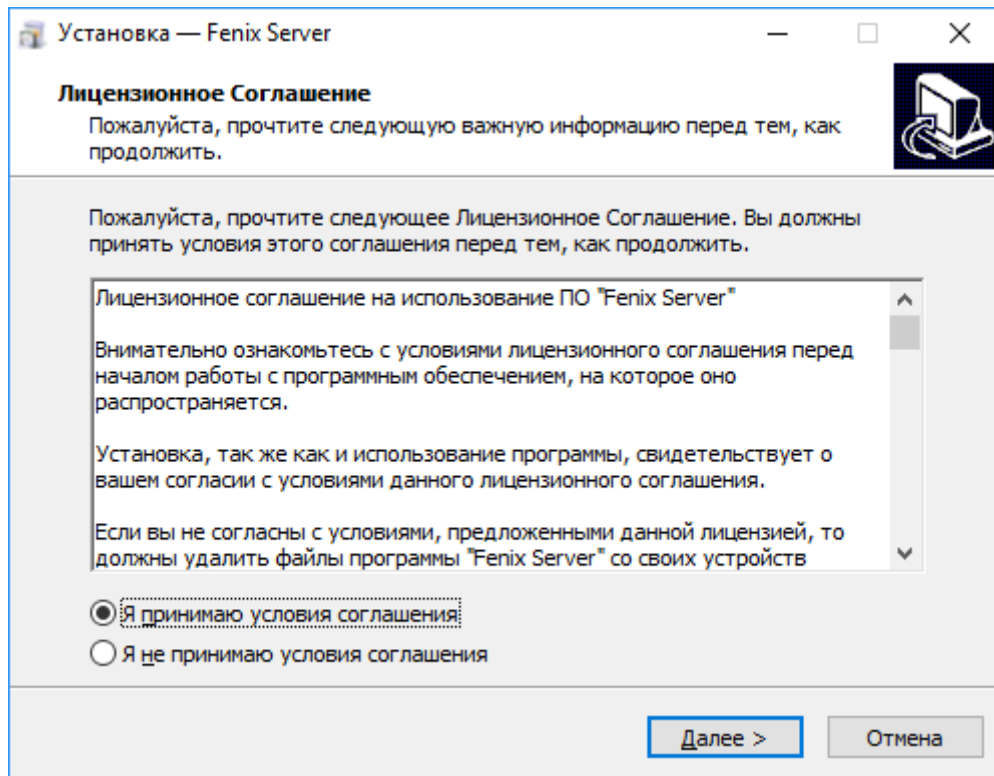 Установка — Fenix Server
Лицензионное Соглашение
Пожалуйста, прочтите следующую важную информацию перед тем, как
продолжить.
Пожалуйста, прочтите следующее Лицензионное Соглашение. Вы должны
принять условия этого соглашения перед тем, как продолжить.
Лицензионное соглашение на использование ПО "Fenix Server"
Внимательно ознакомьтесь с условиями лицензионного соглашения перед
началом работы с программным обеспечением, на которое оно
распространяется.
Установка, так же как и использование программы, свидетельствует о
вашем согласии с условиями данного лицензионного соглашения.
Если вы не согласны с условиями, предложенными данной лицензией, то
должны удалить файлы программы "Fenix Server" со своих устройств
Я принимаю условия соглашения
Я не принимаю условия соглашения
Далее >
Отмена